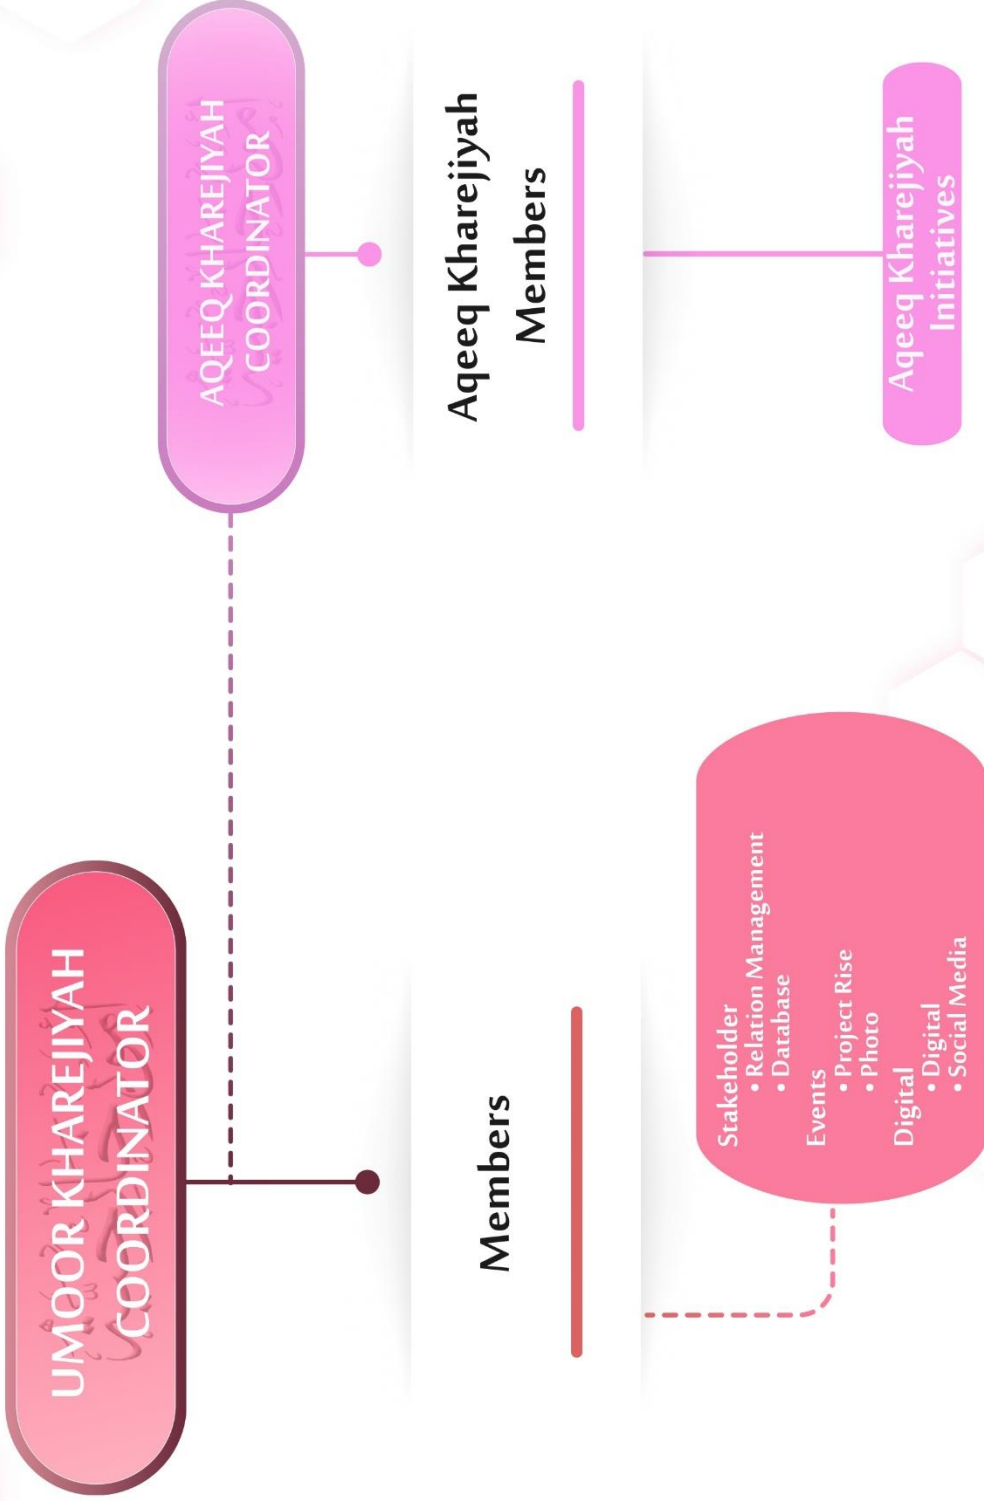 UMOOR KHAREJIYAH
COORDINATOR
AQEEQ KHAREJIYAH
COORDINATOR
Members
Aqeeq Kharejiyah
Members
Stakeholder
• Relation Management
• Database
Events
• Project Rise
• Photo
Digital
• Digital
• Social Media
Aqeeq Kharejiyah
Initiatives